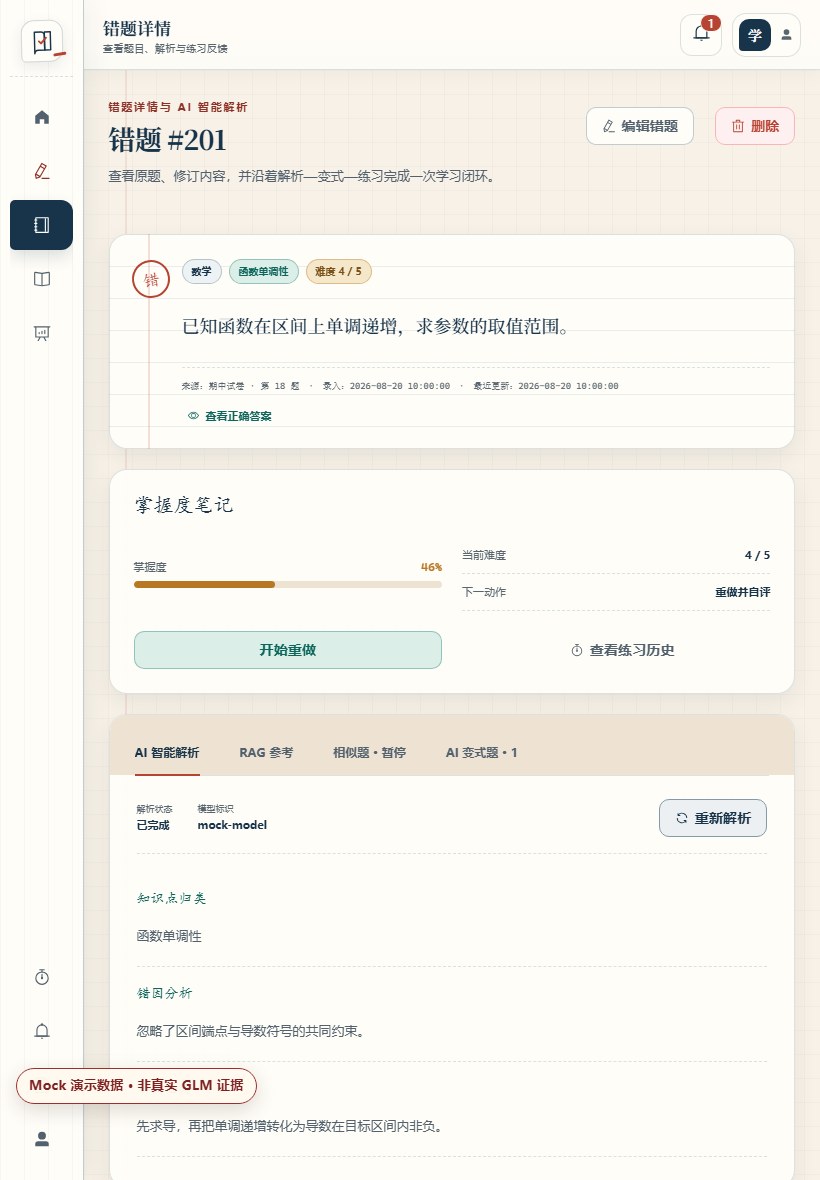 错题详情
查看题目、解析与练习反馈
1
学
错题详情与 AI 智能解析
错题 #201
查看原题、修订内容，并沿着解析—变式—练习完成一次学习闭环。
编辑错题
删除
错
数学
函数单调性
难度 4 / 5
已知函数在区间上单调递增，求参数的取值范围。
来源：期中试卷 · 第 18 题 · 录入：2026-08-20 10:00:00 · 最近更新：2026-08-20 10:00:00
查看正确答案
掌握度笔记
掌握度
46%
当前难度
4 / 5
下一动作
重做并自评
开始重做
查看练习历史
AI 智能解析
RAG 参考
相似题 • 暂停
AI 变式题 • 1
解析状态
已完成
模型标识
mock-model
重新解析
知识点归类
函数单调性
错因分析
忽略了区间端点与导数符号的共同约束。
Mock 演示数据 • 非真实 GLM 证据
先求导，再把单调递增转化为导数在目标区间内非负。